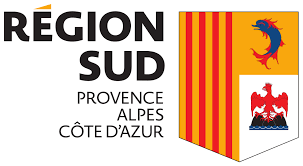 RÉGION
SUD
PROVENCE
ALPES
CÔTE D'AZUR